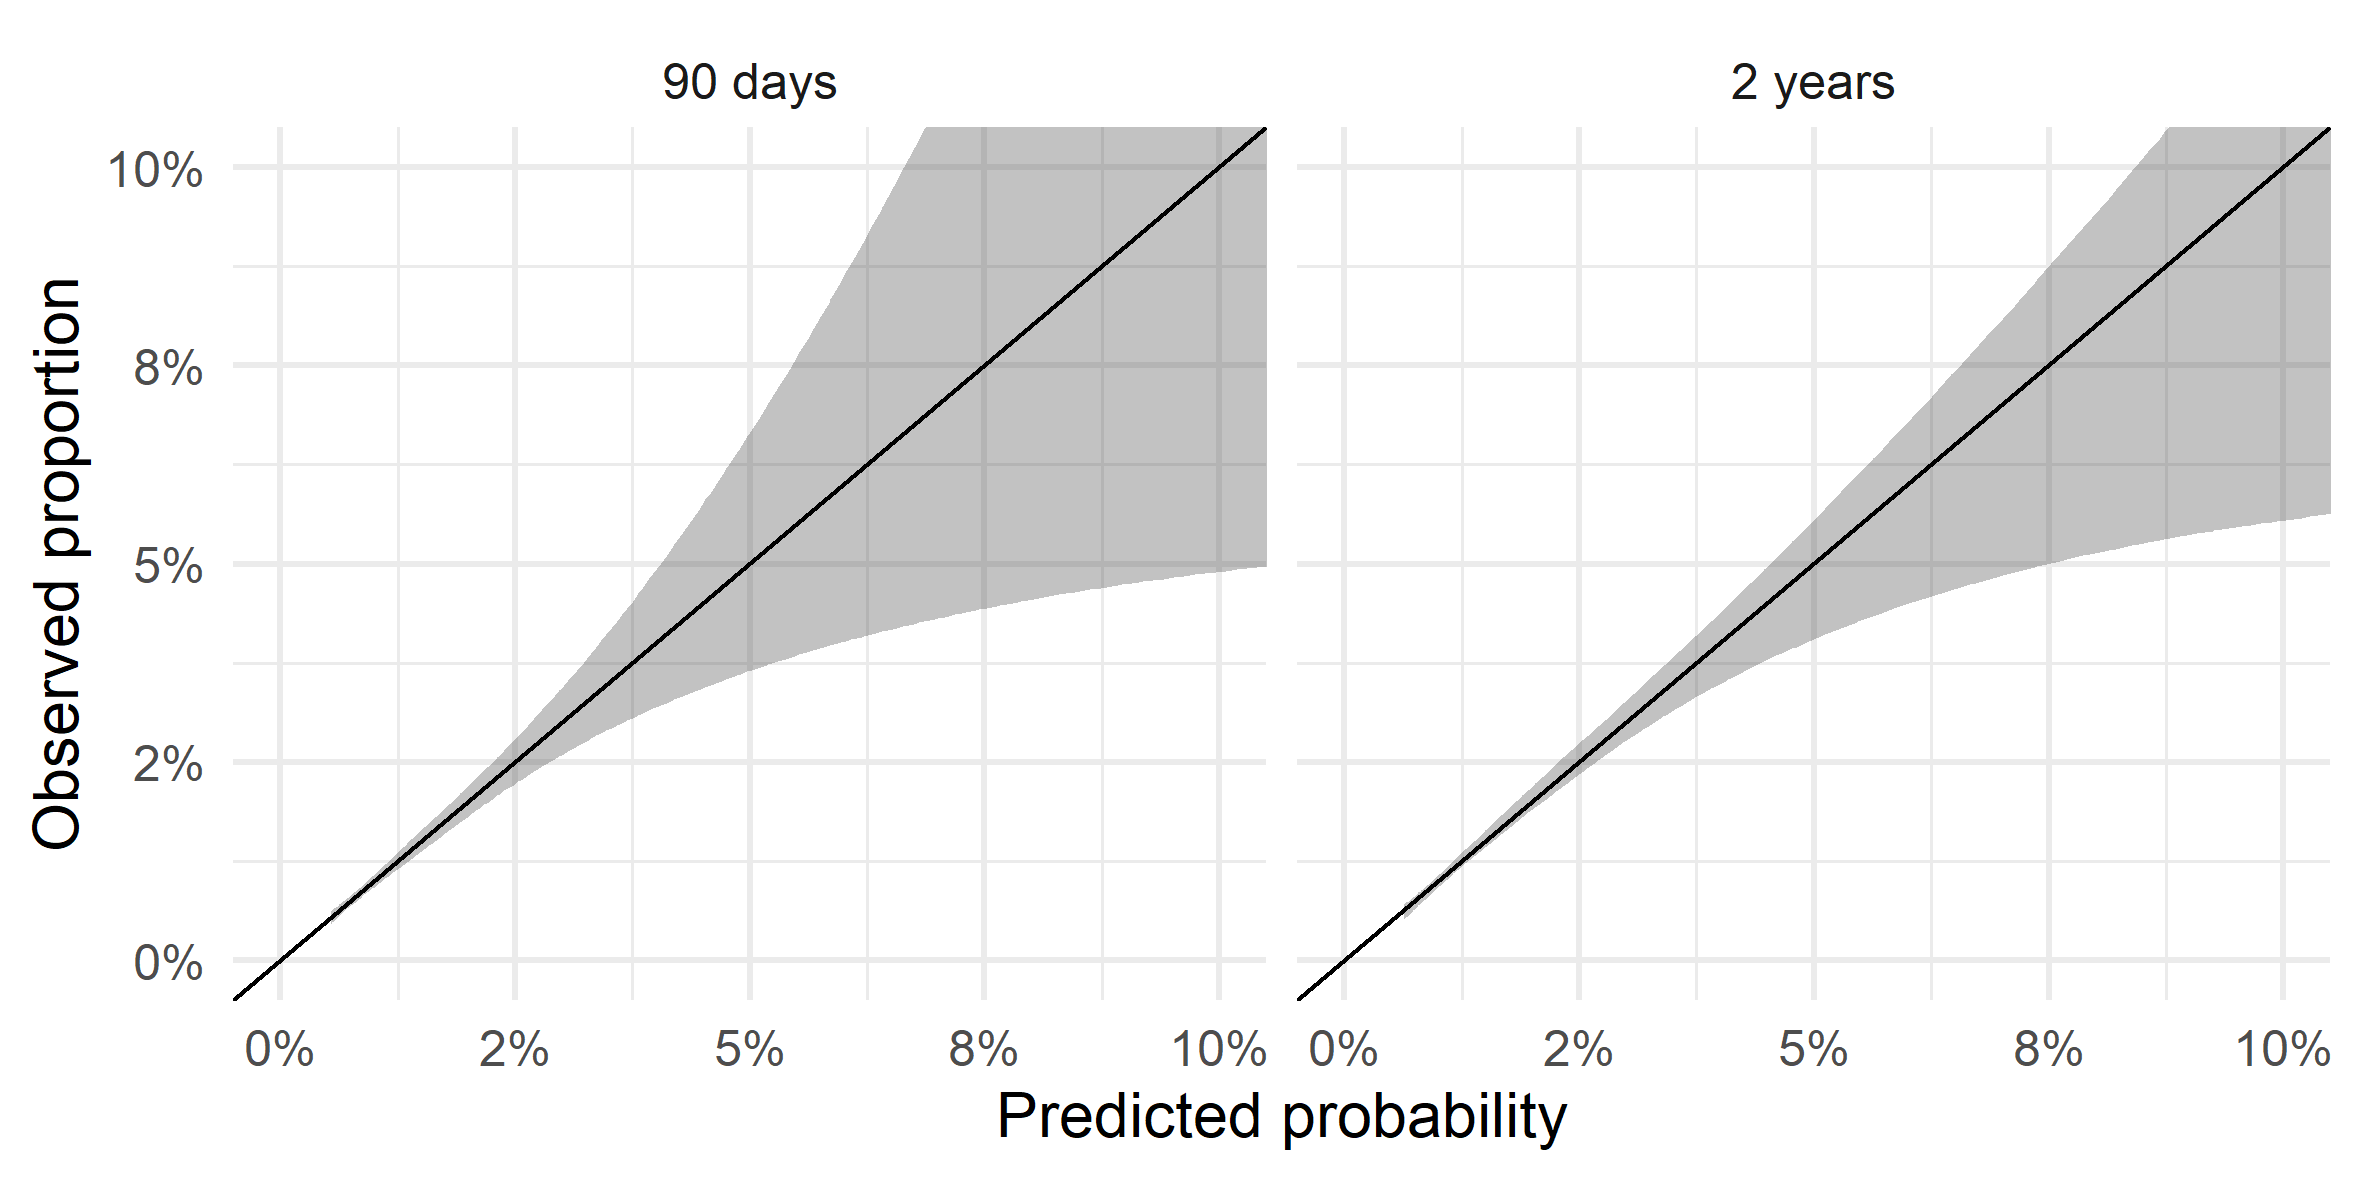 90 days 2 years
10%
8%
5%
2%
0%
Observed proportion
0% 2% 5% 8% 10% 0% 2% 5% 8% 10%
Predicted probability